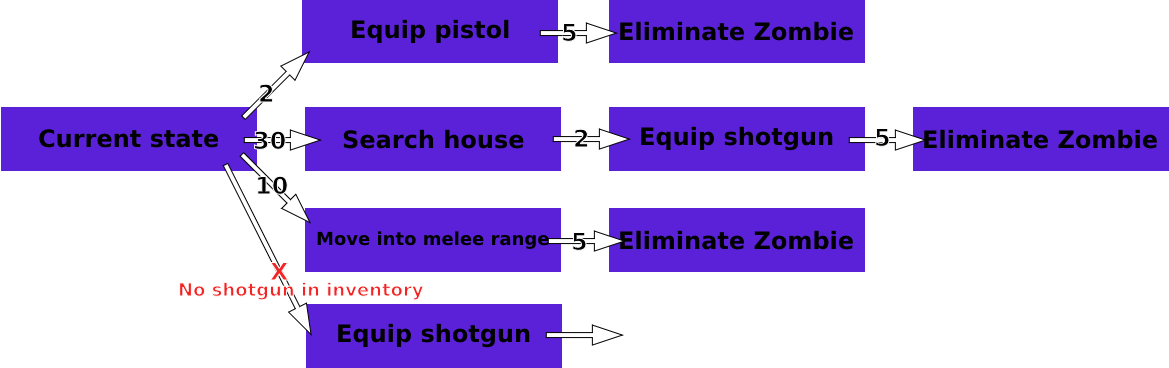 Equip pistol
5
Eliminate Zombie
2
Current state
30
Search house
2
Equip shotgun
5
Eliminate Zombie
10
Move into melee range
5
Eliminate Zombie
X
No shotgun in inventory
Equip shotgun